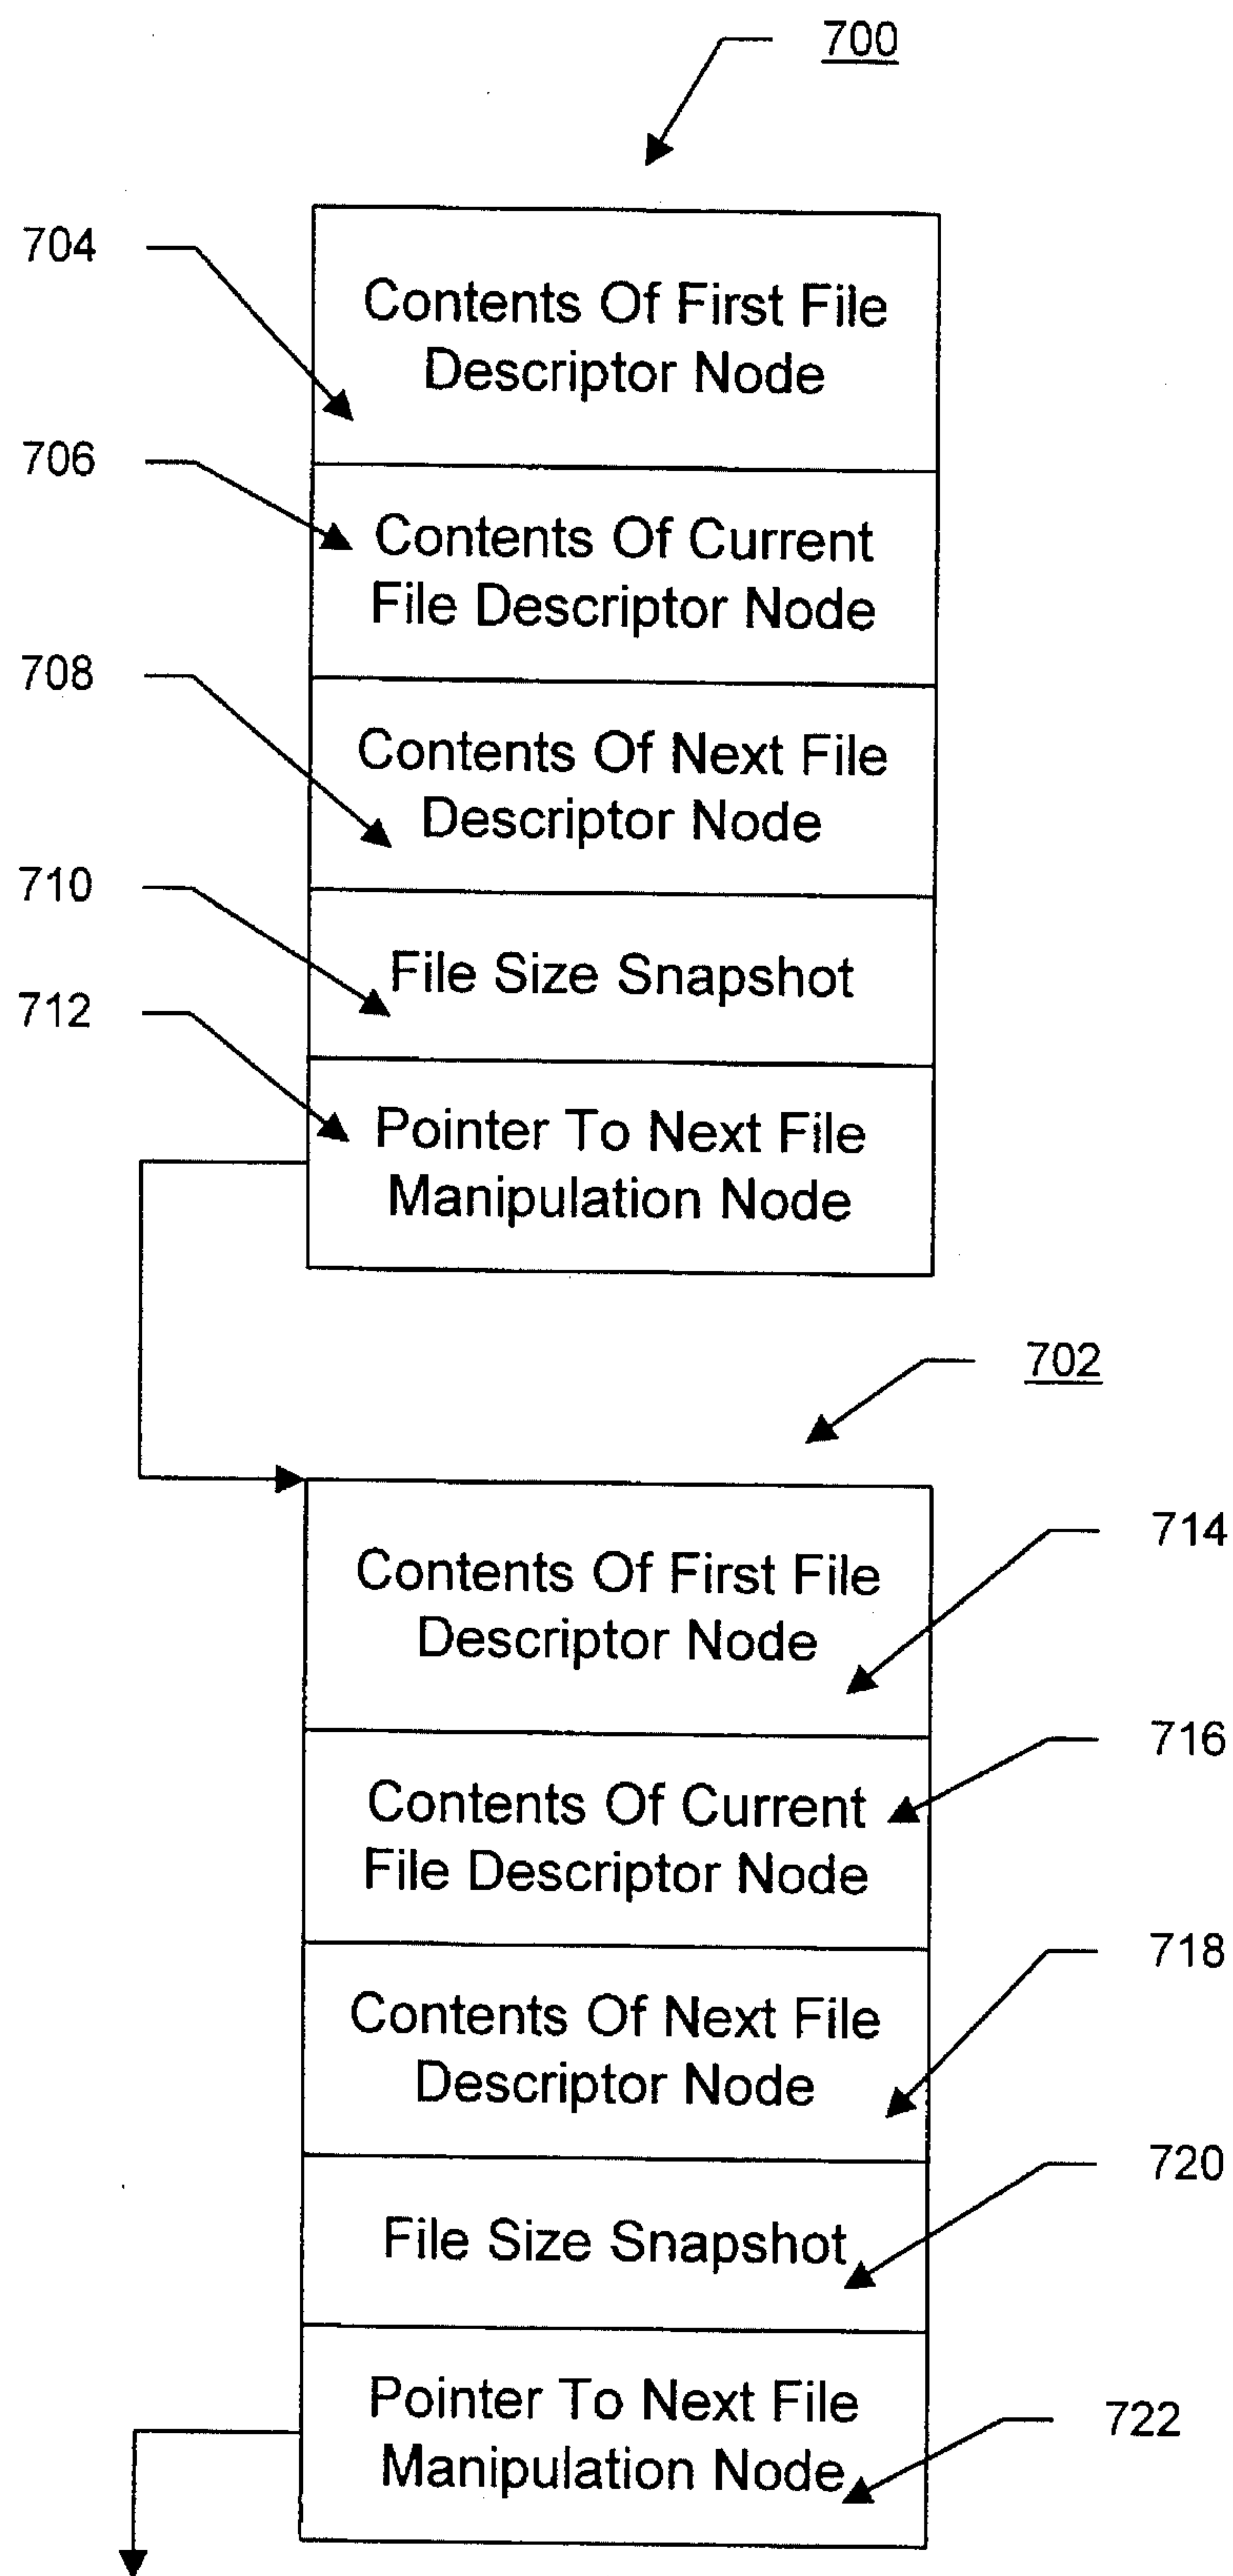 700
704
Contents Of First File
Descriptor Node
706
Contents Of Current
File Descriptor Node
708
Contents Of Next File
Descriptor Node
710
File Size Snapshot
712
Pointer To Next File
Manipulation Node
702
714
Contents Of First File
Descriptor Node
716
Contents Of Current
File Descriptor Node
718
Contents Of Next File
Descriptor Node
720
File Size Snapshot
Pointer To Next File
722
Manipulation Node